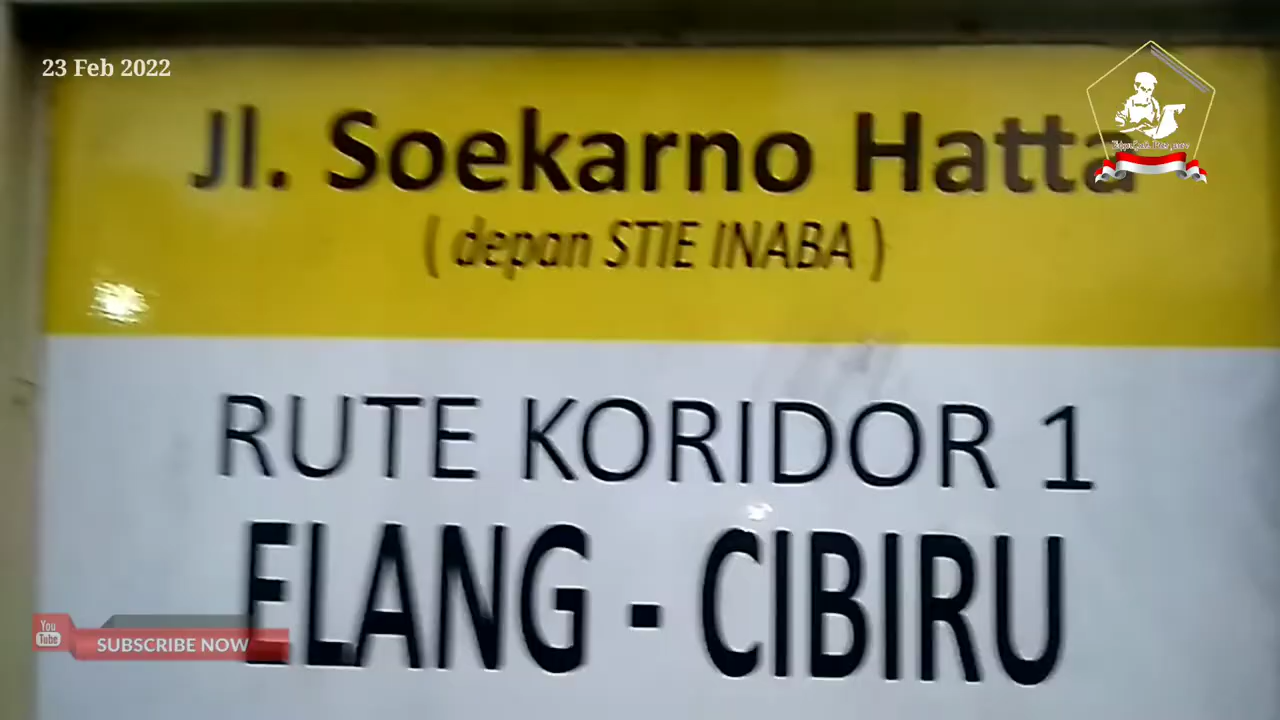 23 Feb 2022
Jl. Soekarno Hatta
( depan STIE INABA )
RUTE KORIDOR 1
ELANG - CIBIRU
You
Tube
SUBSCRIBE NOW